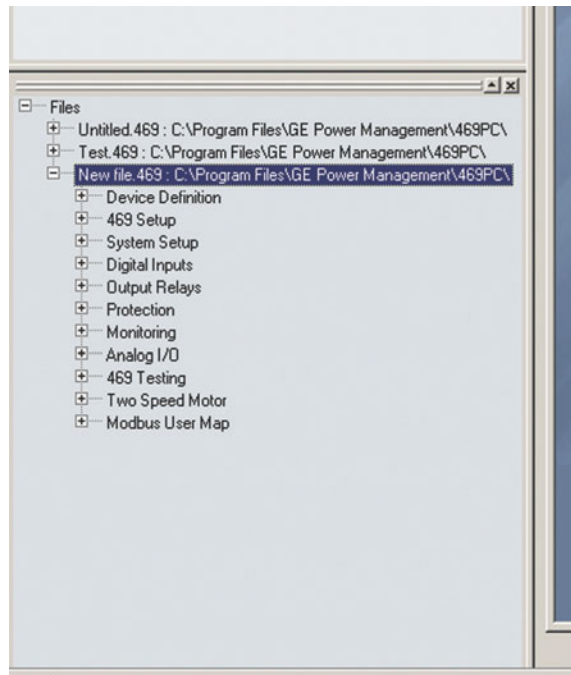 Files
Untitled.469 : C:\Program Files\GE Power Management\469PC\
Test.469 : C:\Program Files\GE Power Management\469PC\
New file.469 : C:\Program Files\GE Power Management\469PC\
Device Definition
469 Setup
System Setup
Digital Inputs
Output Relays
Protection
Monitoring
Analog I/O
469 Testing
Two Speed Motor
Modbus User Map